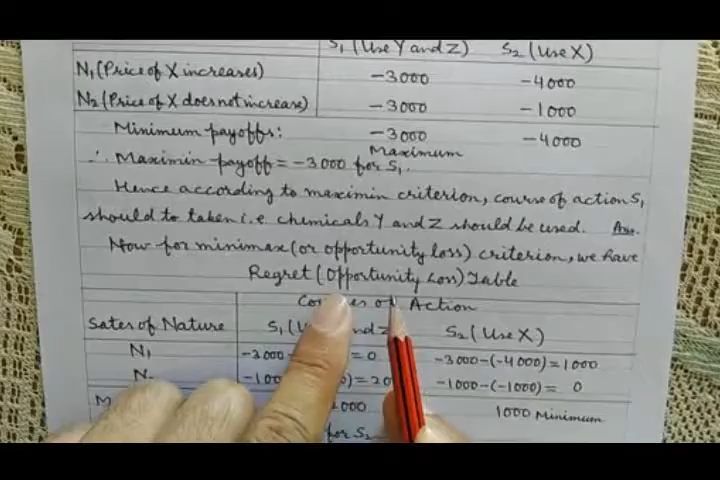 S1 (Use Y and Z) S2 (Use X)
N1 (Price of X increases) -3000 -4000
N2 (Price of X does not increase) -3000 -1000
Minimum payoffs: -3000 -4000
Maximum
∴ Maximin payoff = -3000 for S1.
Hence according to maximin criterion, course of action S1
should to taken i.e chemicals Y and Z should be used. Ans.
Now for minimax (or opportunity loss) criterion, we have
Regret (Opportunity Loss) Table
Action
Sates of Nature S2 (Use X)
N1 -3000 = 0 -3000-(-4000)=1000
-1000-(-1000)= 0
1000 Minimum
for S2